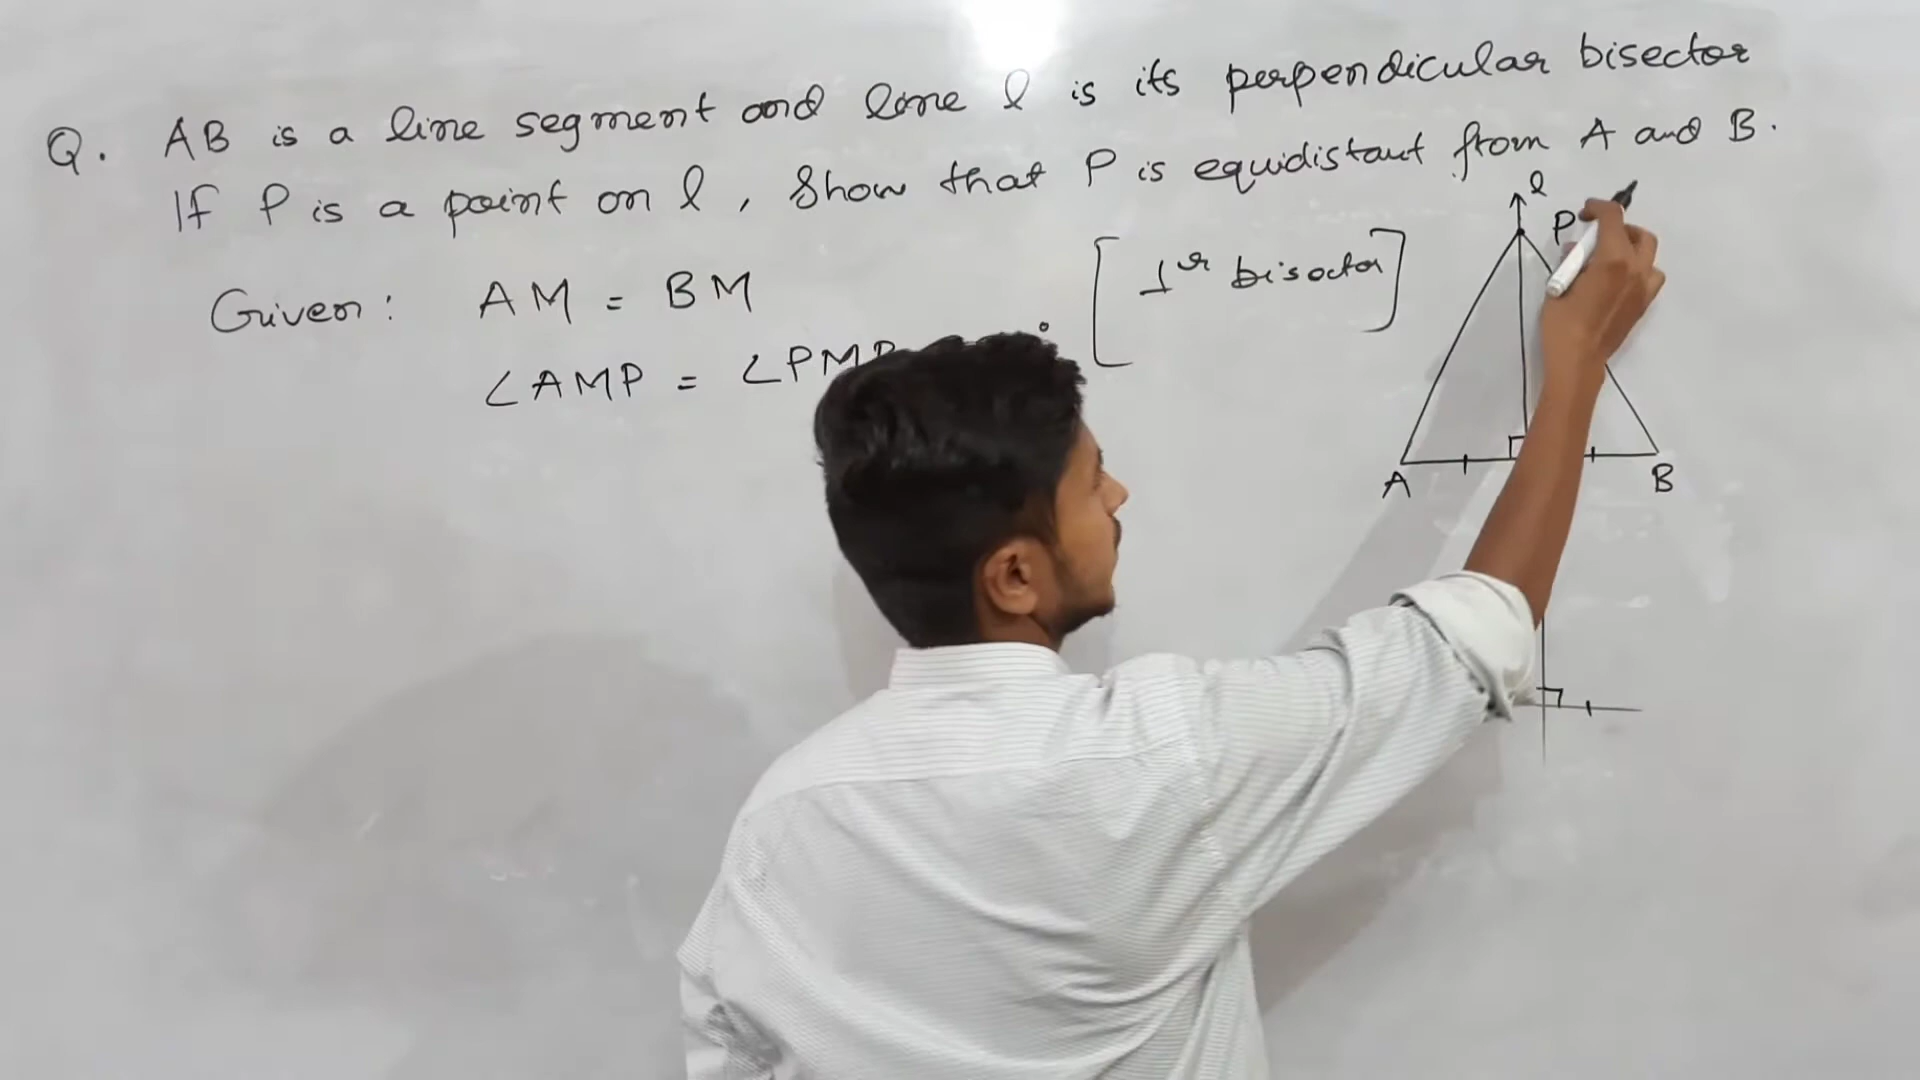 Q. AB is a line segment and line l is its perpendicular bisector
If P is a point on l, Show that P is equidistant from A and B.
Given: AM = BM
∠AMP = ∠PMB
[⊥ʳ bisector]
l
P
A
B